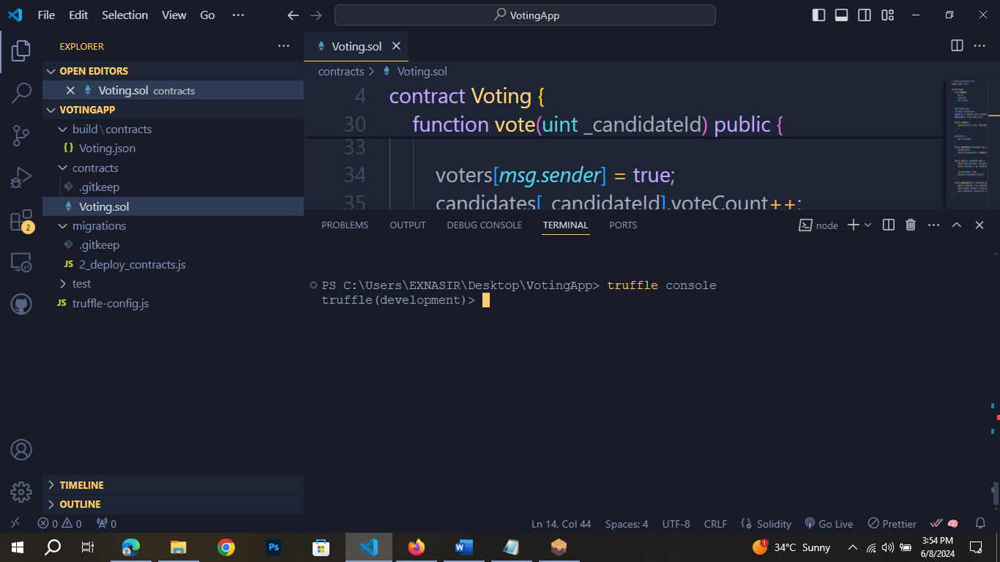 File Edit Selection View Go ··· VotingApp
EXPLORER ···
OPEN EDITORS
Voting.sol contracts
VOTINGAPP
build\contracts
{} Voting.json
contracts
.gitkeep
Voting.sol
migrations
.gitkeep
JS 2_deploy_contracts.js
test
JS truffle-config.js
TIMELINE
OUTLINE
2
Voting.sol
contracts > Voting.sol
4 contract Voting {
30 function vote(uint _candidateId) public {
33
34 voters[msg.sender] = true;
35 candidates[_candidateId].voteCount++;
PROBLEMS OUTPUT DEBUG CONSOLE TERMINAL PORTS node
PS C:\Users\EXNASIR\Desktop\VotingApp> truffle console
truffle(development)>
0 0 0 Ln 14, Col 44 Spaces: 4 UTF-8 CRLF Solidity Go Live Prettier
Ps W 1 34°C Sunny 3:54 PM
6/8/2024